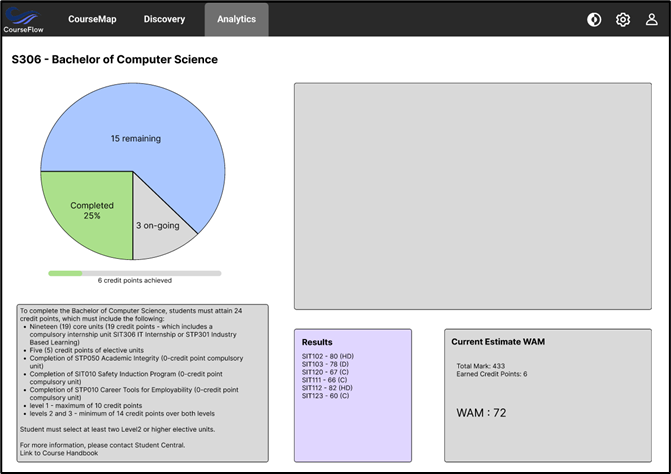 CourseFlow
CourseMap
Discovery
Analytics
S306 - Bachelor of Computer Science
15 remaining
Completed
25%
3 on-going
6 credit points achieved
To complete the Bachelor of Computer Science, students must attain 24
credit points, which must include the following:
• Nineteen (19) core units (19 credit points - which includes a
compulsory internship unit SIT306 IT Internship or STP301 Industry
Based Learning)
• Five (5) credit points of elective units
• Completion of STP050 Academic Integrity (0-credit point compulsory
unit)
• Completion of SIT010 Safety Induction Program (0-credit point
compulsory unit)
• Completion of STP010 Career Tools for Employability (0-credit point
compulsory unit)
• level 1 - maximum of 10 credit points
• levels 2 and 3 - minimum of 14 credit points over both levels
Student must select at least two Level2 or higher elective units.
For more information, please contact Student Central.
Link to Course Handbook
Results
SIT102 - 80 (HD)
SIT103 - 78 (D)
SIT120 - 67 (C)
SIT111 - 66 (C)
SIT112 - 82 (HD)
SIT123 - 60 (C)
Current Estimate WAM
Total Mark: 433
Earned Credit Points: 6
WAM : 72